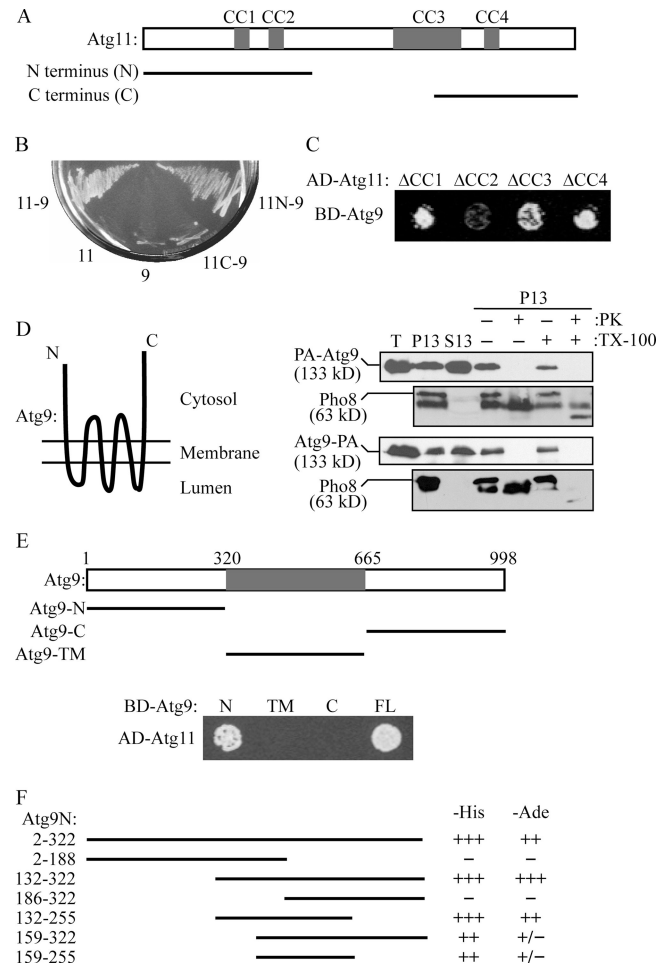 A
CC1 CC2 CC3 CC4
Atg11:
N terminus (N)
C terminus (C)
B
11-9
11
9
11C-9
11N-9
C
AD-Atg11: ΔCC1 ΔCC2 ΔCC3 ΔCC4
BD-Atg9
D
N C
Atg9:
Cytosol
Membrane
Lumen
P13
− + − + :PK
T P13 S13 − − + + :TX-100
PA-Atg9
(133 kD)
Pho8
(63 kD)
Atg9-PA
(133 kD)
Pho8
(63 kD)
E
1 320 665 998
Atg9:
Atg9-N
Atg9-C
Atg9-TM
BD-Atg9: N TM C FL
AD-Atg11
F
Atg9N: -His -Ade
2-322 +++ ++
2-188 − −
132-322 +++ +++
186-322 − −
132-255 +++ ++
159-322 ++ +/−
159-255 ++ +/−